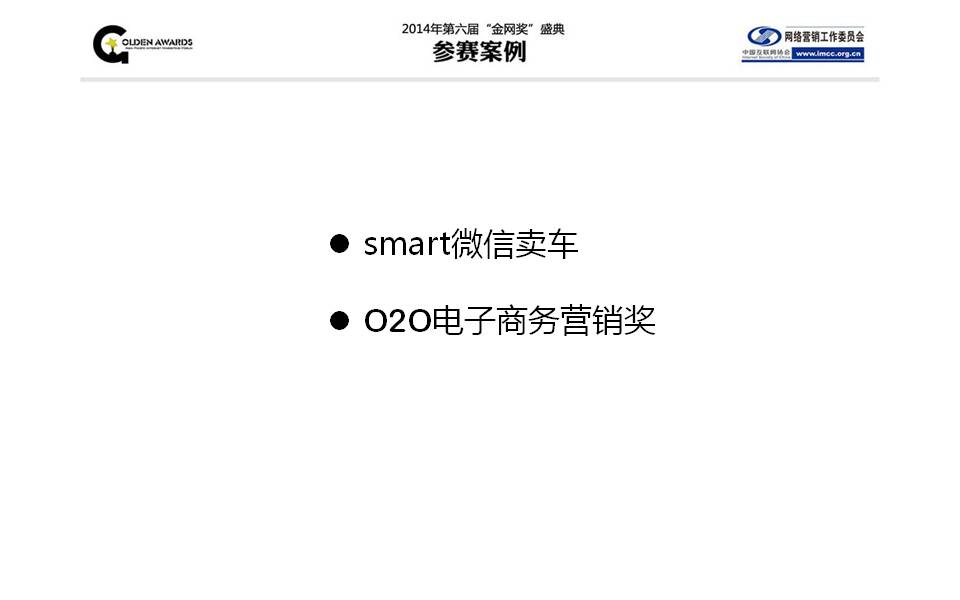 GOLDEN AWARDS
2014年第六届“金网奖”盛典
参赛案例
网络营销工作委员会
中国互联网协会
Internet Society of China
www.imcc.org.cn
smart微信卖车
O2O电子商务营销奖